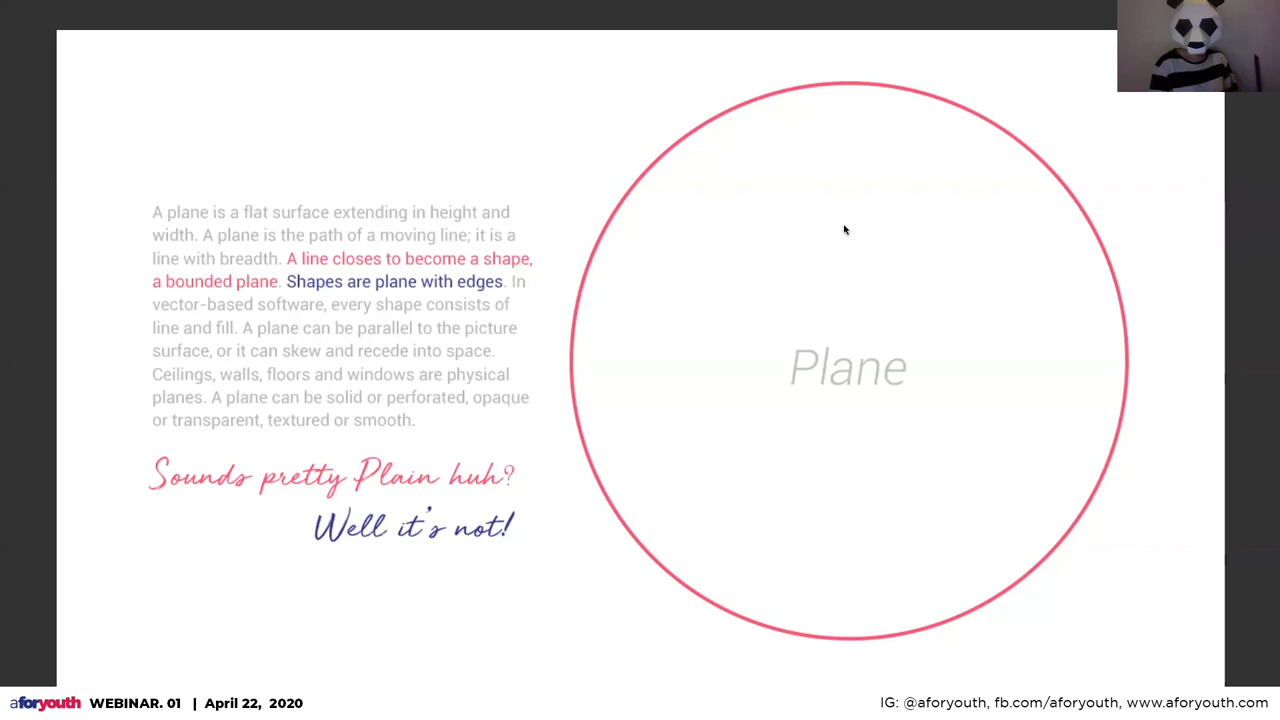 A plane is a flat surface extending in height and
width. A plane is the path of a moving line; it is a
line with breadth. A line closes to become a shape,
a bounded plane. Shapes are plane with edges. In
vector-based software, every shape consists of
line and fill. A plane can be parallel to the picture
surface, or it can skew and recede into space.
Ceilings, walls, floors and windows are physical
planes. A plane can be solid or perforated, opaque
or transparent, textured or smooth.
Sounds pretty Plain huh?
Well it's not!
Plane
aforyouth WEBINAR. 01 | April 22, 2020
IG: @aforyouth, fb.com/aforyouth, www.aforyouth.com